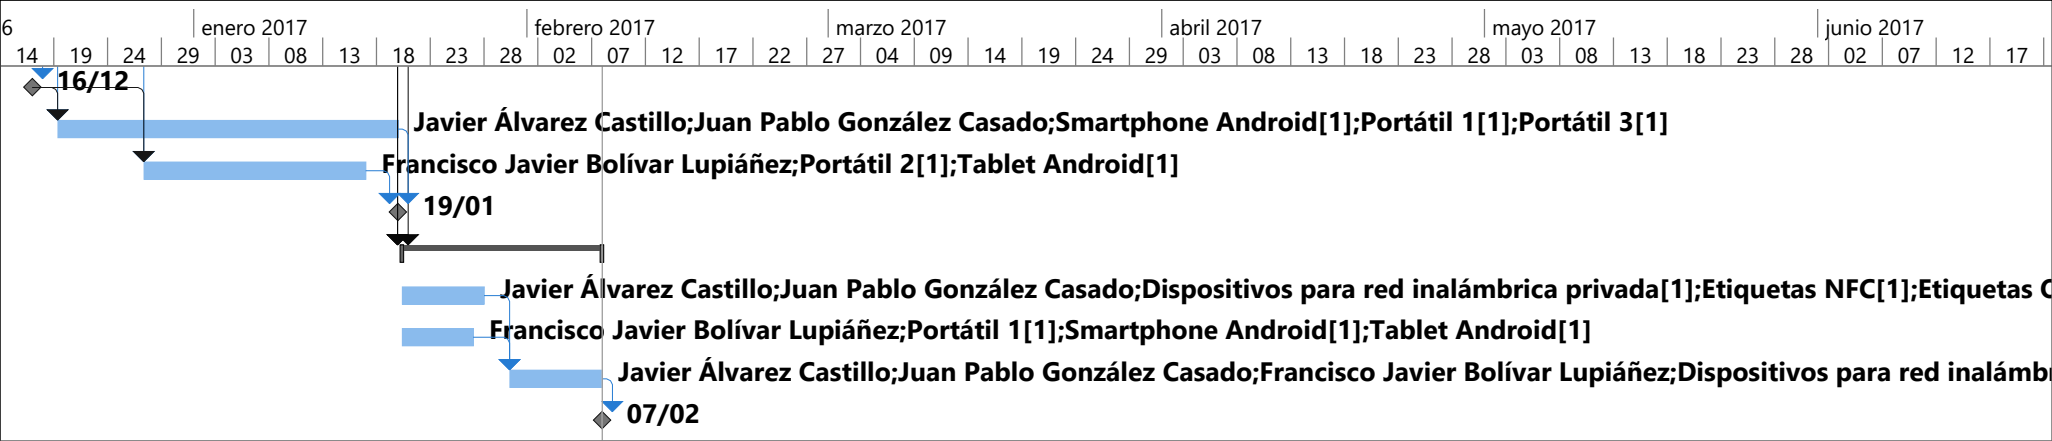 6 enero 2017 febrero 2017 marzo 2017 abril 2017 mayo 2017 junio 2017
14 19 24 29 03 08 13 18 23 28 02 07 12 17 22 27 04 09 14 19 24 29 03 08 13 18 23 28 03 08 13 18 23 28 02 07 12 17
16/12
Javier Álvarez Castillo;Juan Pablo González Casado;Smartphone Android[1];Portátil 1[1];Portátil 3[1]
Francisco Javier Bolívar Lupiáñez;Portátil 2[1];Tablet Android[1]
19/01
Javier Álvarez Castillo;Juan Pablo González Casado;Dispositivos para red inalámbrica privada[1];Etiquetas NFC[1];Etiquetas
Francisco Javier Bolívar Lupiáñez;Portátil 1[1];Smartphone Android[1];Tablet Android[1]
Javier Álvarez Castillo;Juan Pablo González Casado;Francisco Javier Bolívar Lupiáñez;Dispositivos para red inalámb
07/02